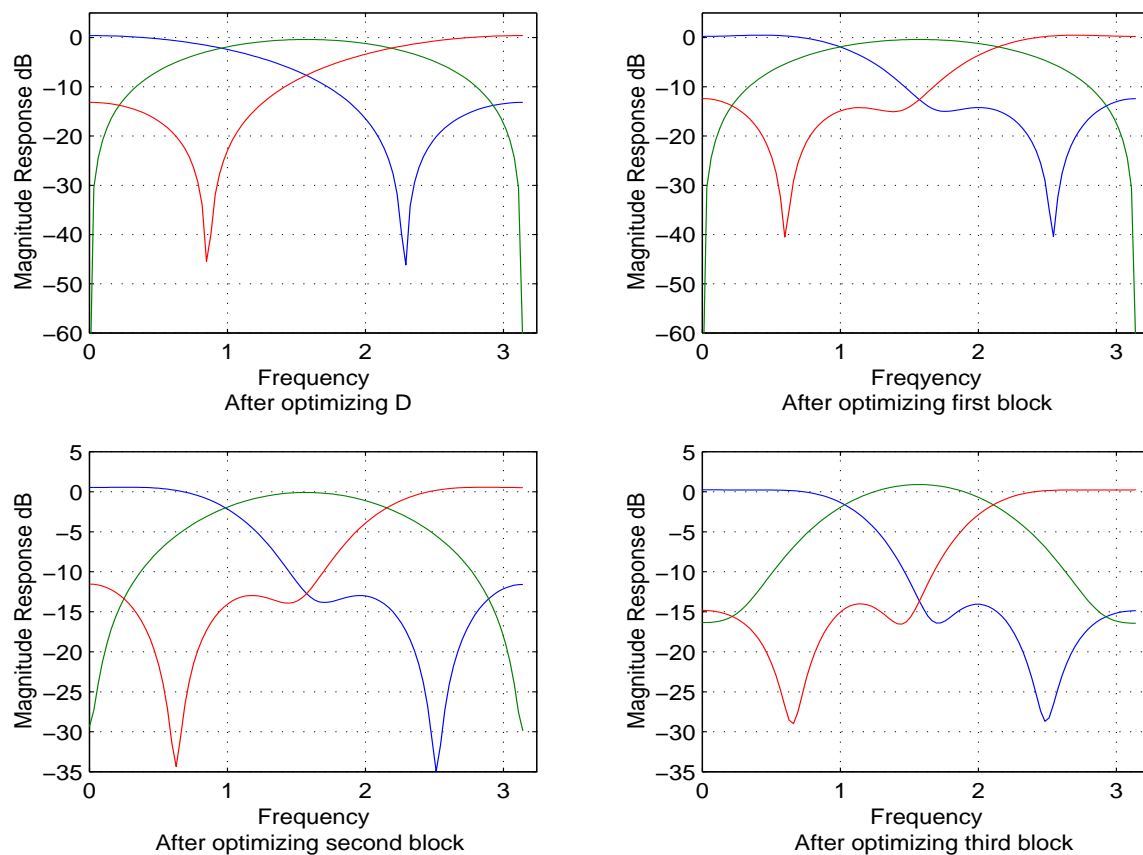 0
−10
−20
−30
−40
−50
−60
Magnitude Response dB
0 1 2 3
Frequency
After optimizing D
0
−10
−20
−30
−40
−50
−60
Magnitude Response dB
0 1 2 3
Freqyency
After optimizing first block
5
0
−5
−10
−15
−20
−25
−30
−35
Magnitude Response dB
0 1 2 3
Frequency
After optimizing second block
5
0
−5
−10
−15
−20
−25
−30
−35
Magnitude Response dB
0 1 2 3
Frequency
After optimizing third block